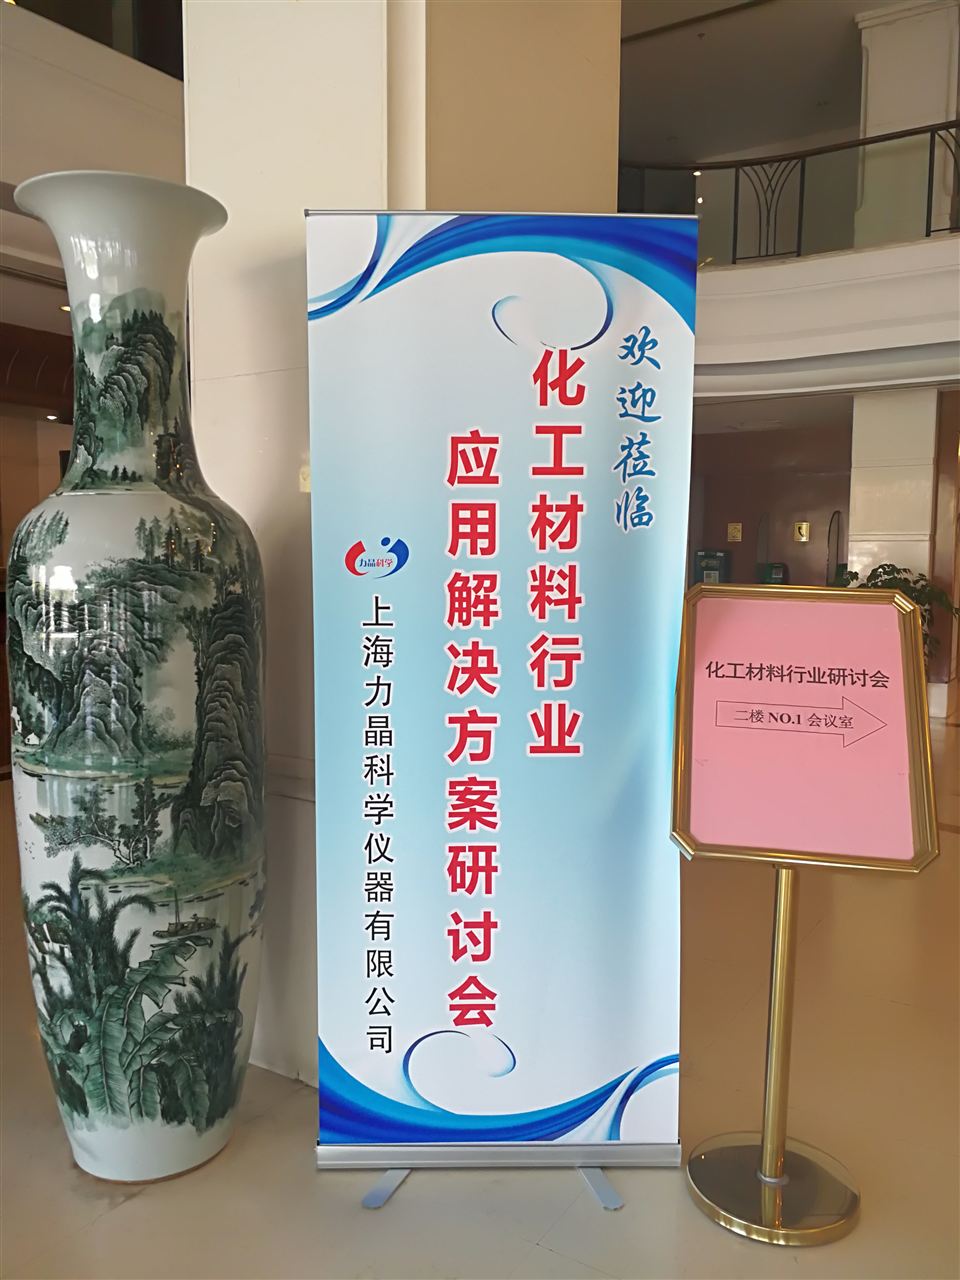 欢迎莅临
化工材料行业
应用解决方案研讨会
力晶科学
上海力晶科学仪器有限公司
化工材料行业研讨会
二楼 NO.1 会议室